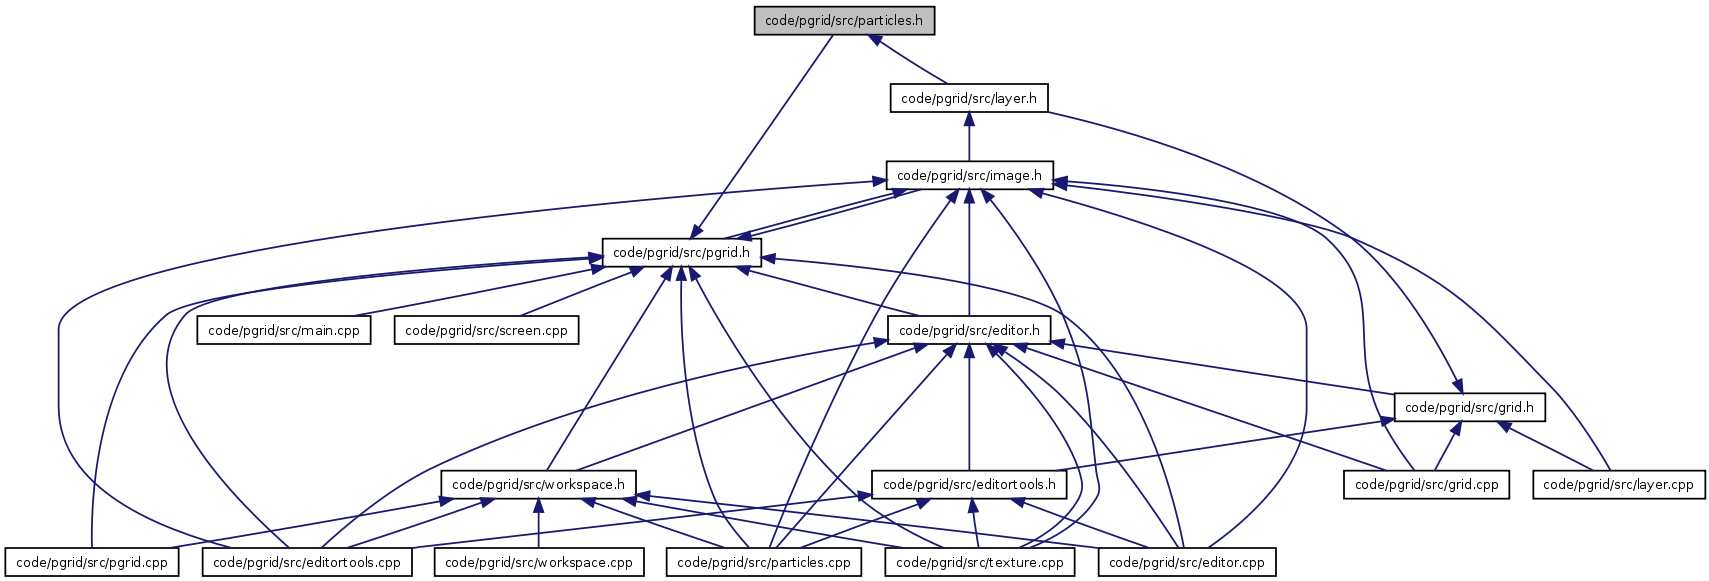 code/pgrid/src/particles.h
code/pgrid/src/layer.h
code/pgrid/src/image.h
code/pgrid/src/pgrid.h
code/pgrid/src/main.cpp
code/pgrid/src/screen.cpp
code/pgrid/src/editor.h
code/pgrid/src/grid.h
code/pgrid/src/workspace.h
code/pgrid/src/editortools.h
code/pgrid/src/grid.cpp
code/pgrid/src/layer.cpp
code/pgrid/src/pgrid.cpp
code/pgrid/src/editortools.cpp
code/pgrid/src/workspace.cpp
code/pgrid/src/particles.cpp
code/pgrid/src/texture.cpp
code/pgrid/src/editor.cpp